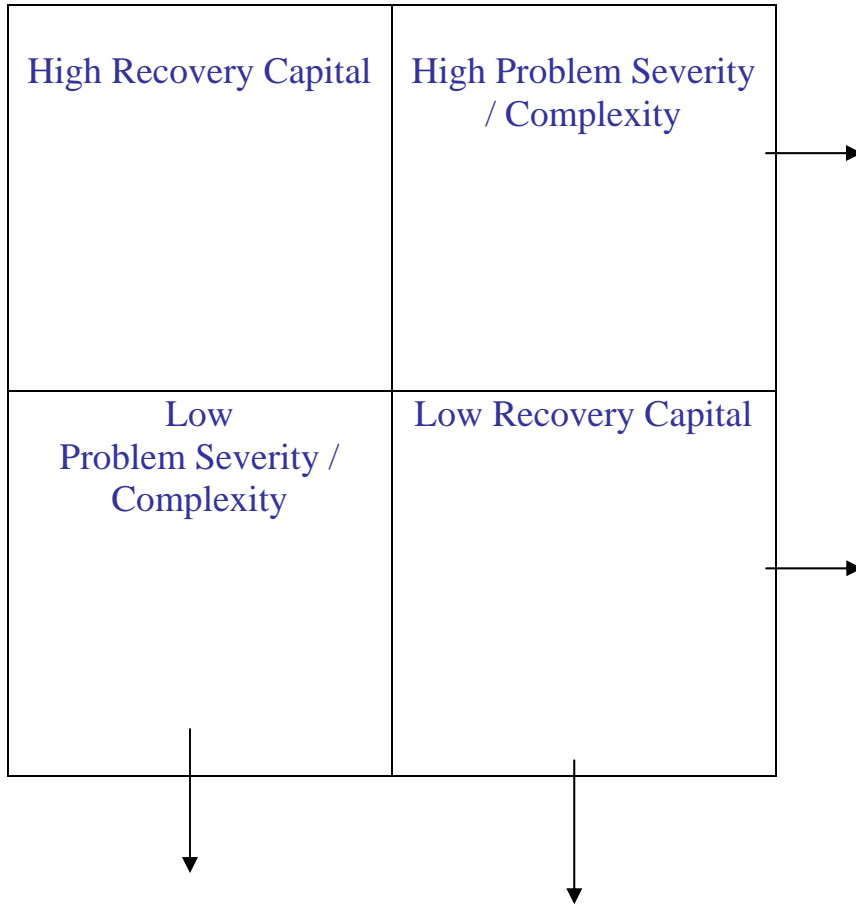 High Recovery Capital
High Problem Severity
/ Complexity
Low
Problem Severity /
Complexity
Low Recovery Capital